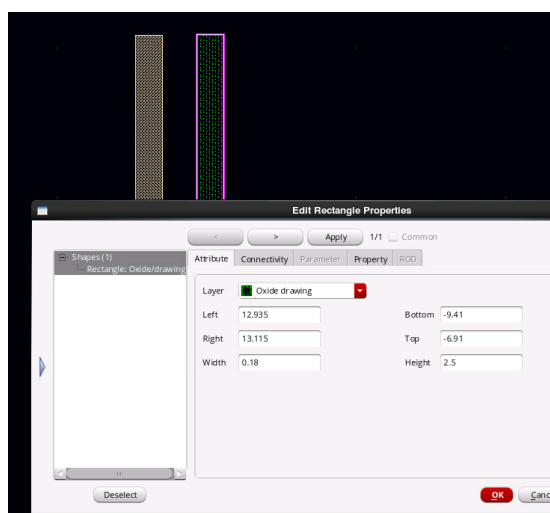 Edit Rectangle Properties
< > Apply 1/1 Common
Shapes (1)
Rectangle: Oxide/drawing
Attribute Connectivity Parameter Property ROD
Layer Oxide drawing
Left 12.935 Bottom -9.41
Right 13.115 Top -6.91
Width 0.18 Height 2.5
Deselect OK Canc